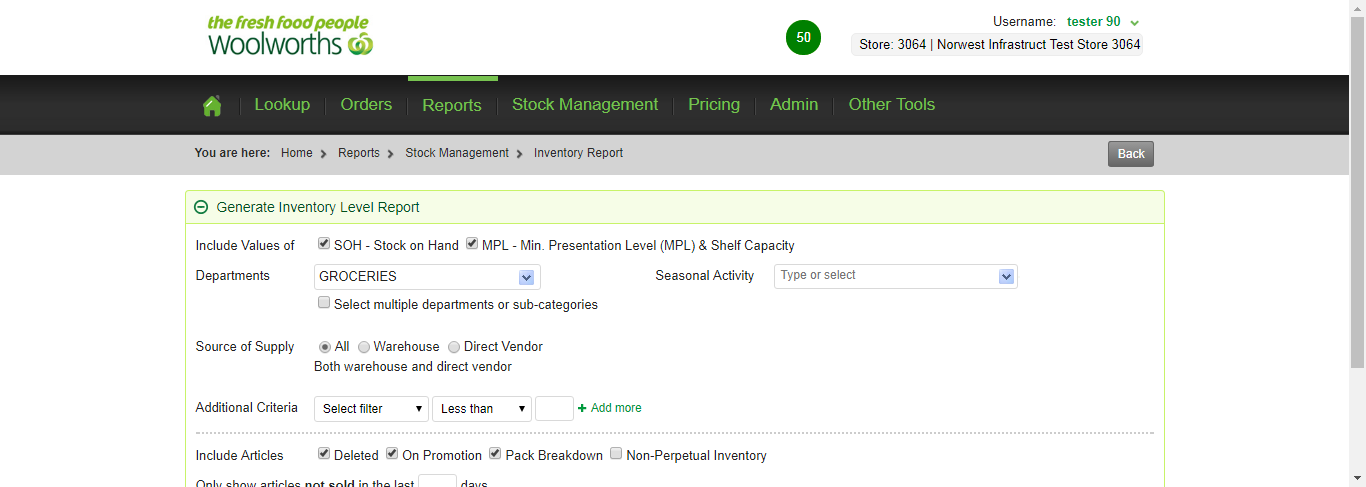 the fresh food people
Woolworths
50
Username: tester 90
Store: 3064 | Norwest Infrastruct Test Store 3064
Lookup Orders Reports Stock Management Pricing Admin Other Tools
You are here: Home Reports Stock Management Inventory Report Back
Generate Inventory Level Report
Include Values of SOH - Stock on Hand MPL - Min. Presentation Level (MPL) & Shelf Capacity
Departments GROCERIES Seasonal Activity Type or select
Select multiple departments or sub-categories
Source of Supply All Warehouse Direct Vendor
Both warehouse and direct vendor
Additional Criteria Select filter Less than Add more
Include Articles Deleted On Promotion Pack Breakdown Non-Perpetual Inventory
Only show articles not sold in the last days